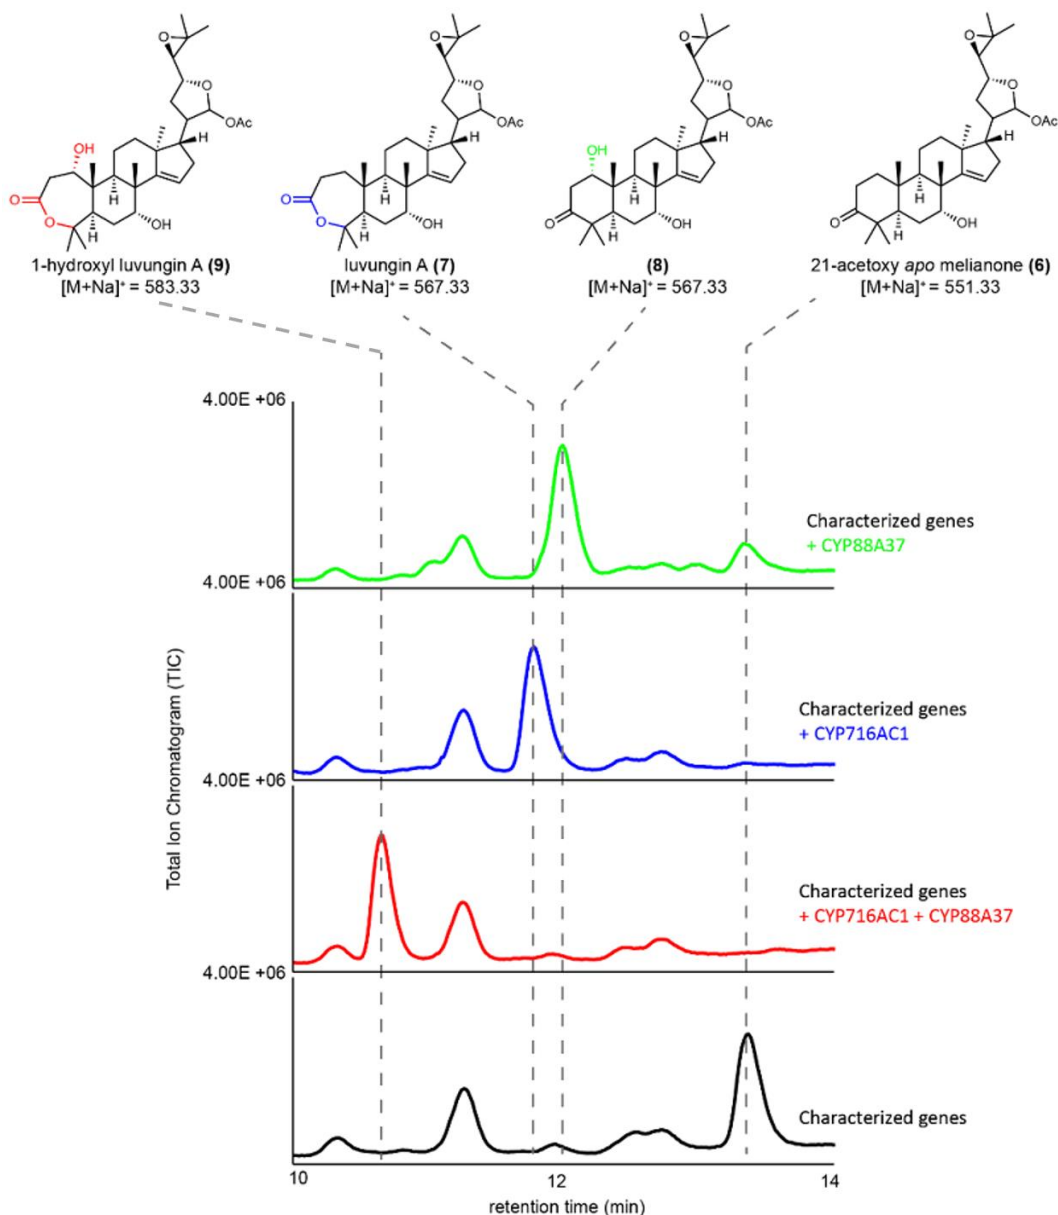 O
O
OAc
H
OH
O
O
H
H
OH
1-hydroxyl luvungin A (9)
[M+Na]⁺ = 583.33
O
O
OAc
H
O
O
H
H
OH
luvungin A (7)
[M+Na]⁺ = 567.33
O
O
OAc
H
OH
O
H
H
OH
(8)
[M+Na]⁺ = 567.33
O
O
OAc
H
O
H
H
OH
21-acetoxy apo melianone (6)
[M+Na]⁺ = 551.33
4.00E +06
Characterized genes
+ CYP88A37
4.00E +06
Characterized genes
+ CYP716AC1
4.00E +06
Characterized genes
+ CYP716AC1 + CYP88A37
4.00E +06
Characterized genes
Total Ion Chromatogram (TIC)
10 12 14
retention time (min)